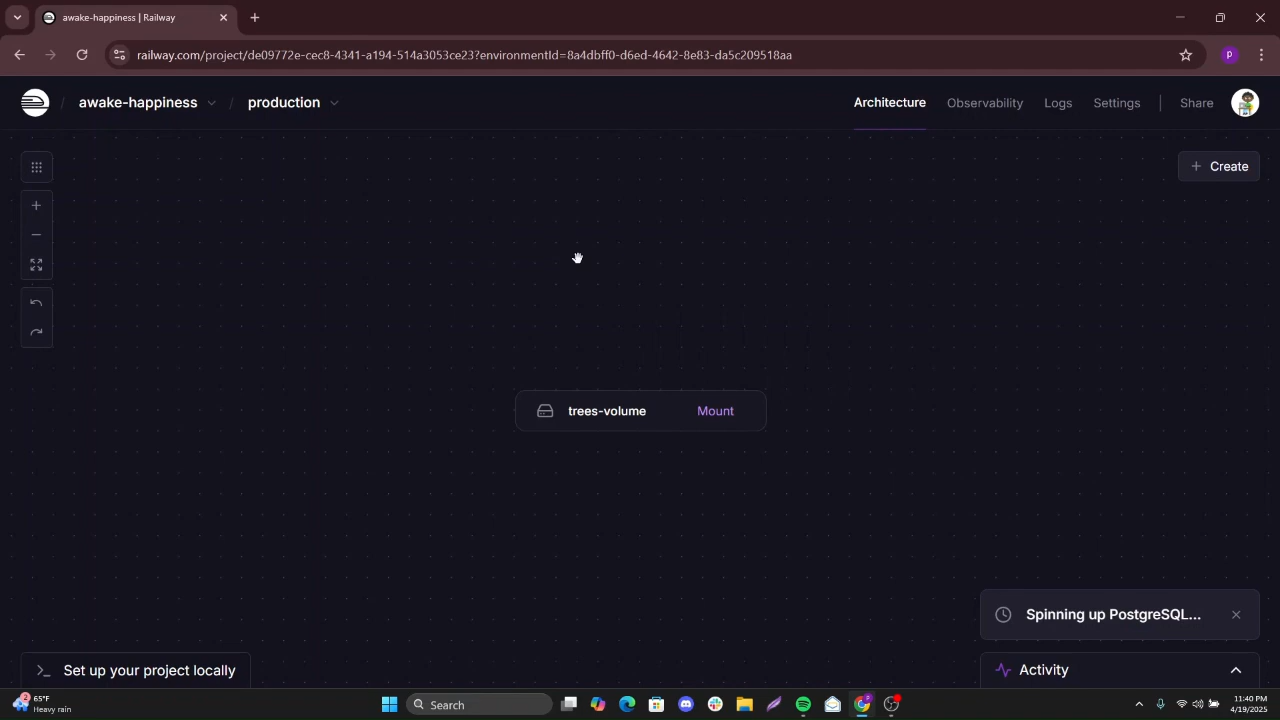 awake-happiness | Railway
railway.com/project/de09772e-cec8-4341-a194-514a3053ce23?environmentId=8a4dbff0-d6ed-4642-8e83-da5c209518aa
p
/ awake-happiness / production
Architecture Observability Logs Settings | Share
+ Create
trees-volume Mount
Spinning up PostgreSQL...
>_ Set up your project locally
Activity
2 65°F
Heavy rain
Search
11:40 PM
4/19/2025